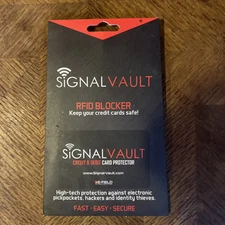 SIGNALVAULT
RFID BLOCKER
Keep your credit cards safe!
SIGNALVAULT
CREDIT & DEBIT CARD PROTECTOR
www.SignalVault.com
High-tech protection against electronic
pickpockets, hackers and identity thieves.
FAST - EASY - SECURE